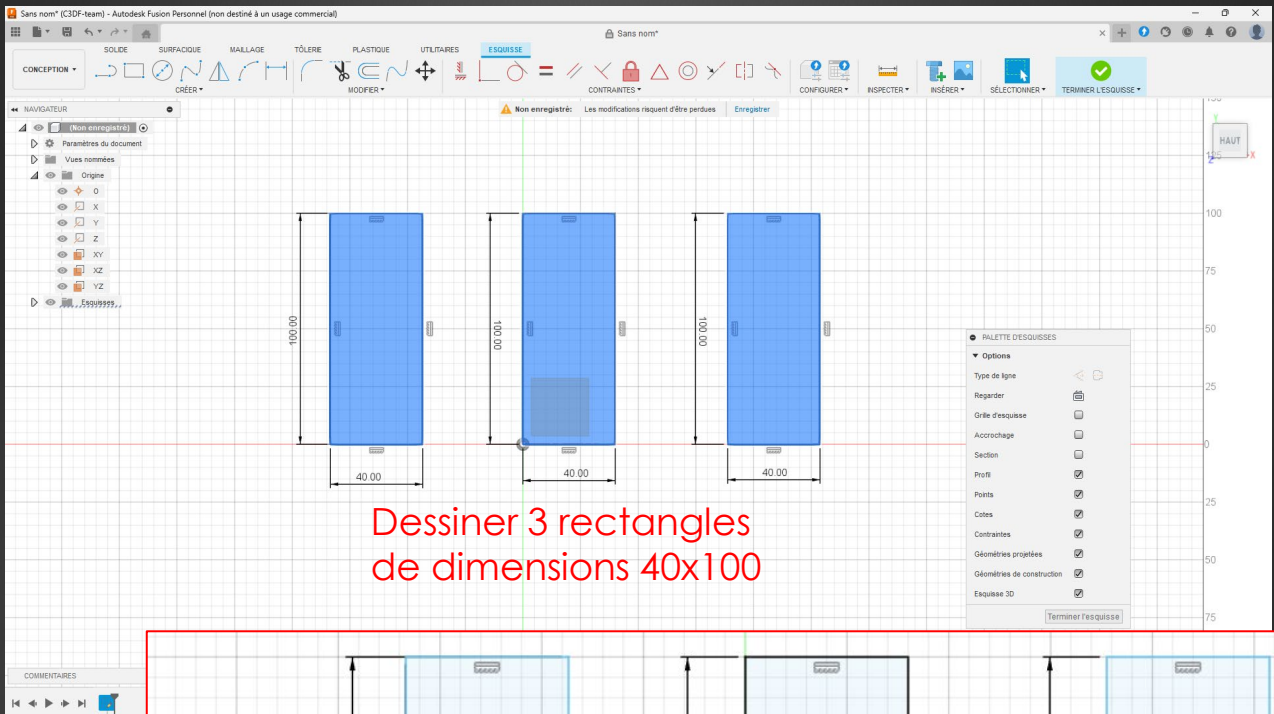 Sans nom* (C3DF-team) - Autodesk Fusion Personnel (non destiné à un usage commercial)
Sans nom*
SOLIDE SURFACIQUE MAILLAGE TÔLERIE PLASTIQUE UTILITAIRES ESQUISSE
CONCEPTION
CRÉER MODIFIER CONTRAINTES CONFIGURER INSPECTER INSÉRER SÉLECTIONNER TERMINER L'ESQUISSE
NAVIGATEUR
Non enregistré: Les modifications risquent d'être perdues Enregistrer
(Non enregistré)
Paramètres du document
Vues nommées
Origine
O
X
Y
Z
XY
XZ
YZ
Esquisses
Y
HAUT
X
Z
150
125
100
75
50
25
0
25
50
75
100.00
100.00
100.00
40.00
40.00
40.00
PALETTE D'ESQUISSES
Options
Type de ligne
Regarder
Grille d'esquisse
Accrochage
Section
Profil
Points
Cotes
Contraintes
Géométries projetées
Géométries de construction
Esquisse 3D
Terminer l'esquisse
Dessiner 3 rectangles
de dimensions 40x100
COMMENTAIRES